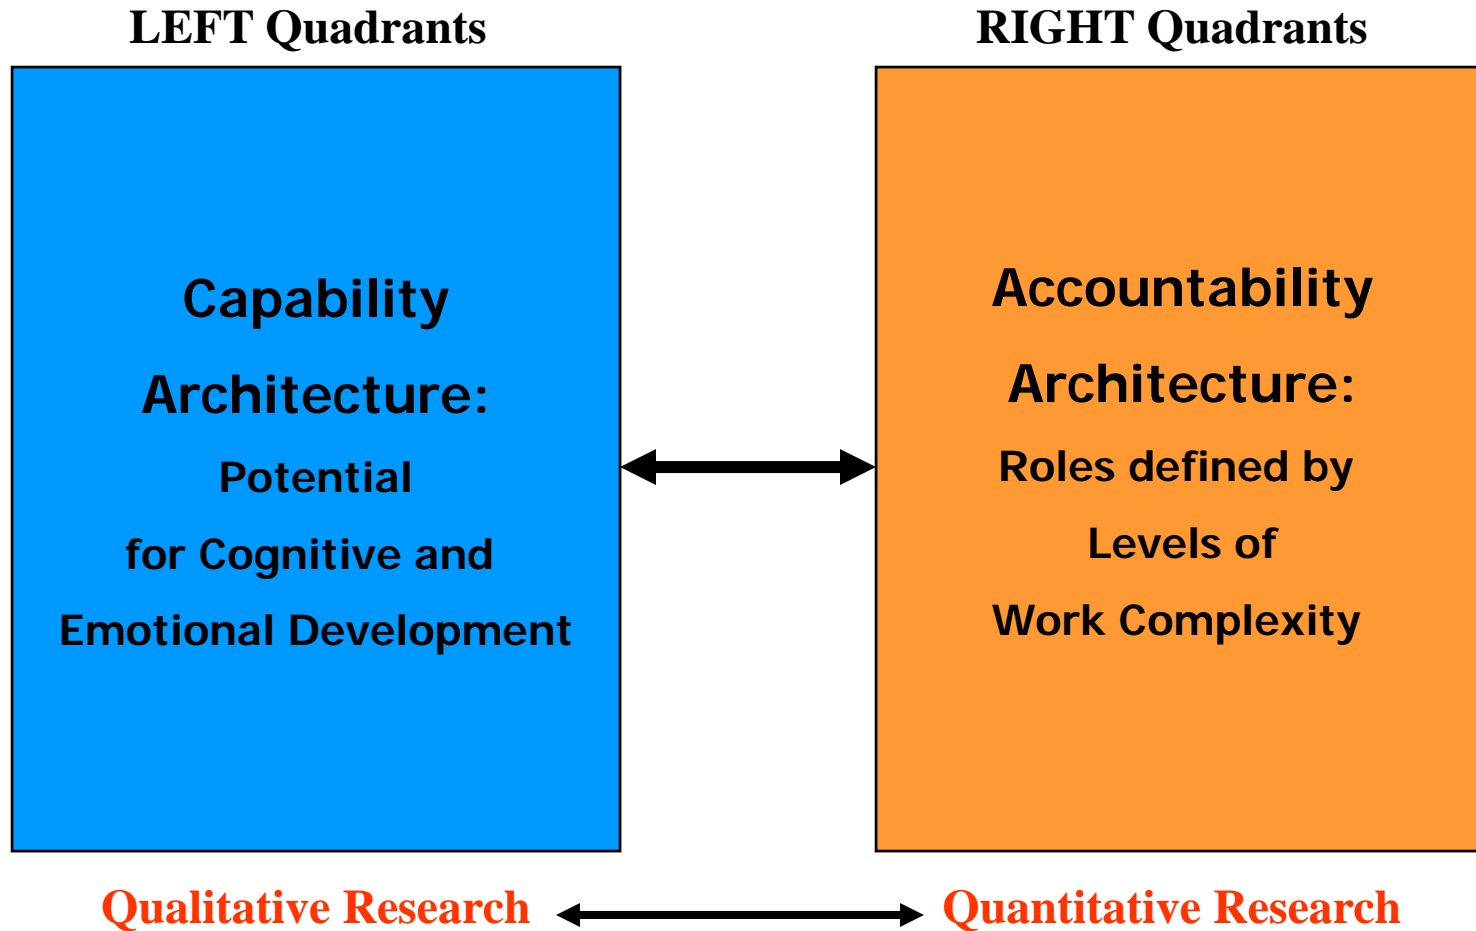 LEFT Quadrants
RIGHT Quadrants
Capability
Architecture:
Potential
for Cognitive and
Emotional Development
Accountability
Architecture:
Roles defined by
Levels of
Work Complexity
Qualitative Research
Quantitative Research